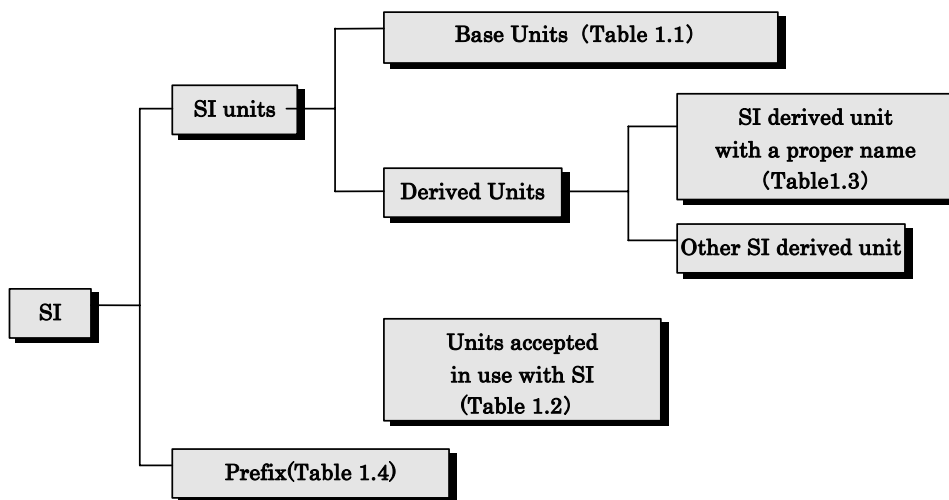 Base Units (Table 1.1)
SI units
SI derived unit
with a proper name
(Table1.3)
Derived Units
Other SI derived unit
SI
Units accepted
in use with SI
(Table 1.2)
Prefix(Table 1.4)